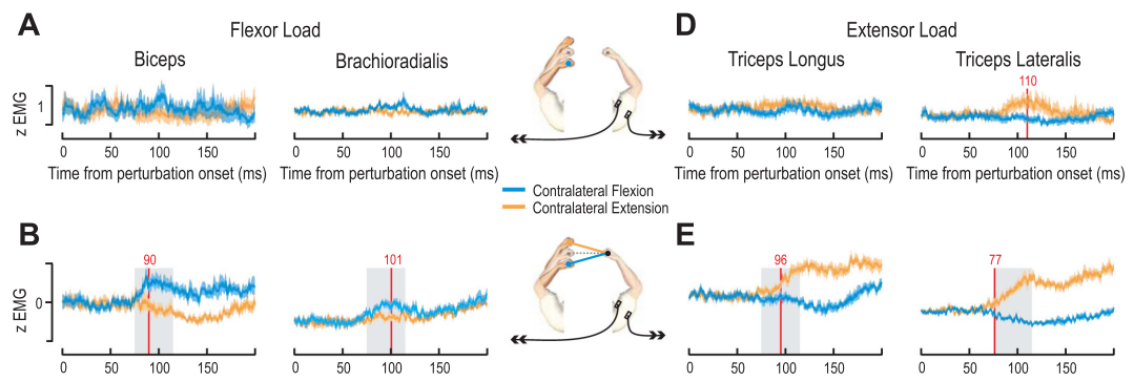 A
Flexor Load
Biceps
Brachioradialis
z EMG
1
0 50 100 150
Time from perturbation onset (ms)
0 50 100 150
Time from perturbation onset (ms)
D
Extensor Load
Triceps Longus
Triceps Lateralis
110
0 50 100 150
Time from perturbation onset (ms)
0 50 100 150
Time from perturbation onset (ms)
Contralateral Flexion
Contralateral Extension
B
90
101
z EMG
0
0 50 100 150
0 50 100 150
E
96
77
0 50 100 150
0 50 100 150